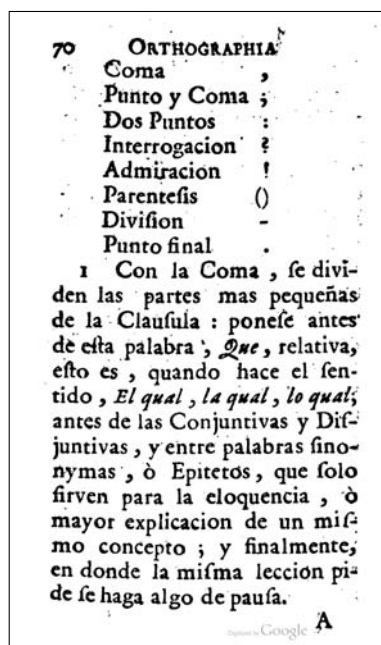 70 ORTHOGRAPHIA
Coma ,
Punto y Coma ;
Dos Puntos :
Interrogacion ?
Admiracion !
Parenteſis ()
Diviſion -
Punto final .
1 Con la Coma , ſe divi-
den las partes mas pequeñas
de la Clauſula : poneſe antes
de eſta palabra , Que , relativa,
eſto es , quando hace el ſen-
tido , El qual , la qual , lo qual;
antes de las Conjuntivas y Diſ-
juntivas , y entre palabras ſino-
nymas , ò Epitetos , que ſolo
ſirven para la eloquencia , ò
mayor explicacion de un miſ-
mo concepto ; y finalmente,
en donde la miſma lección pi-
de ſe haga algo de pauſa.
A
Digitized by Google